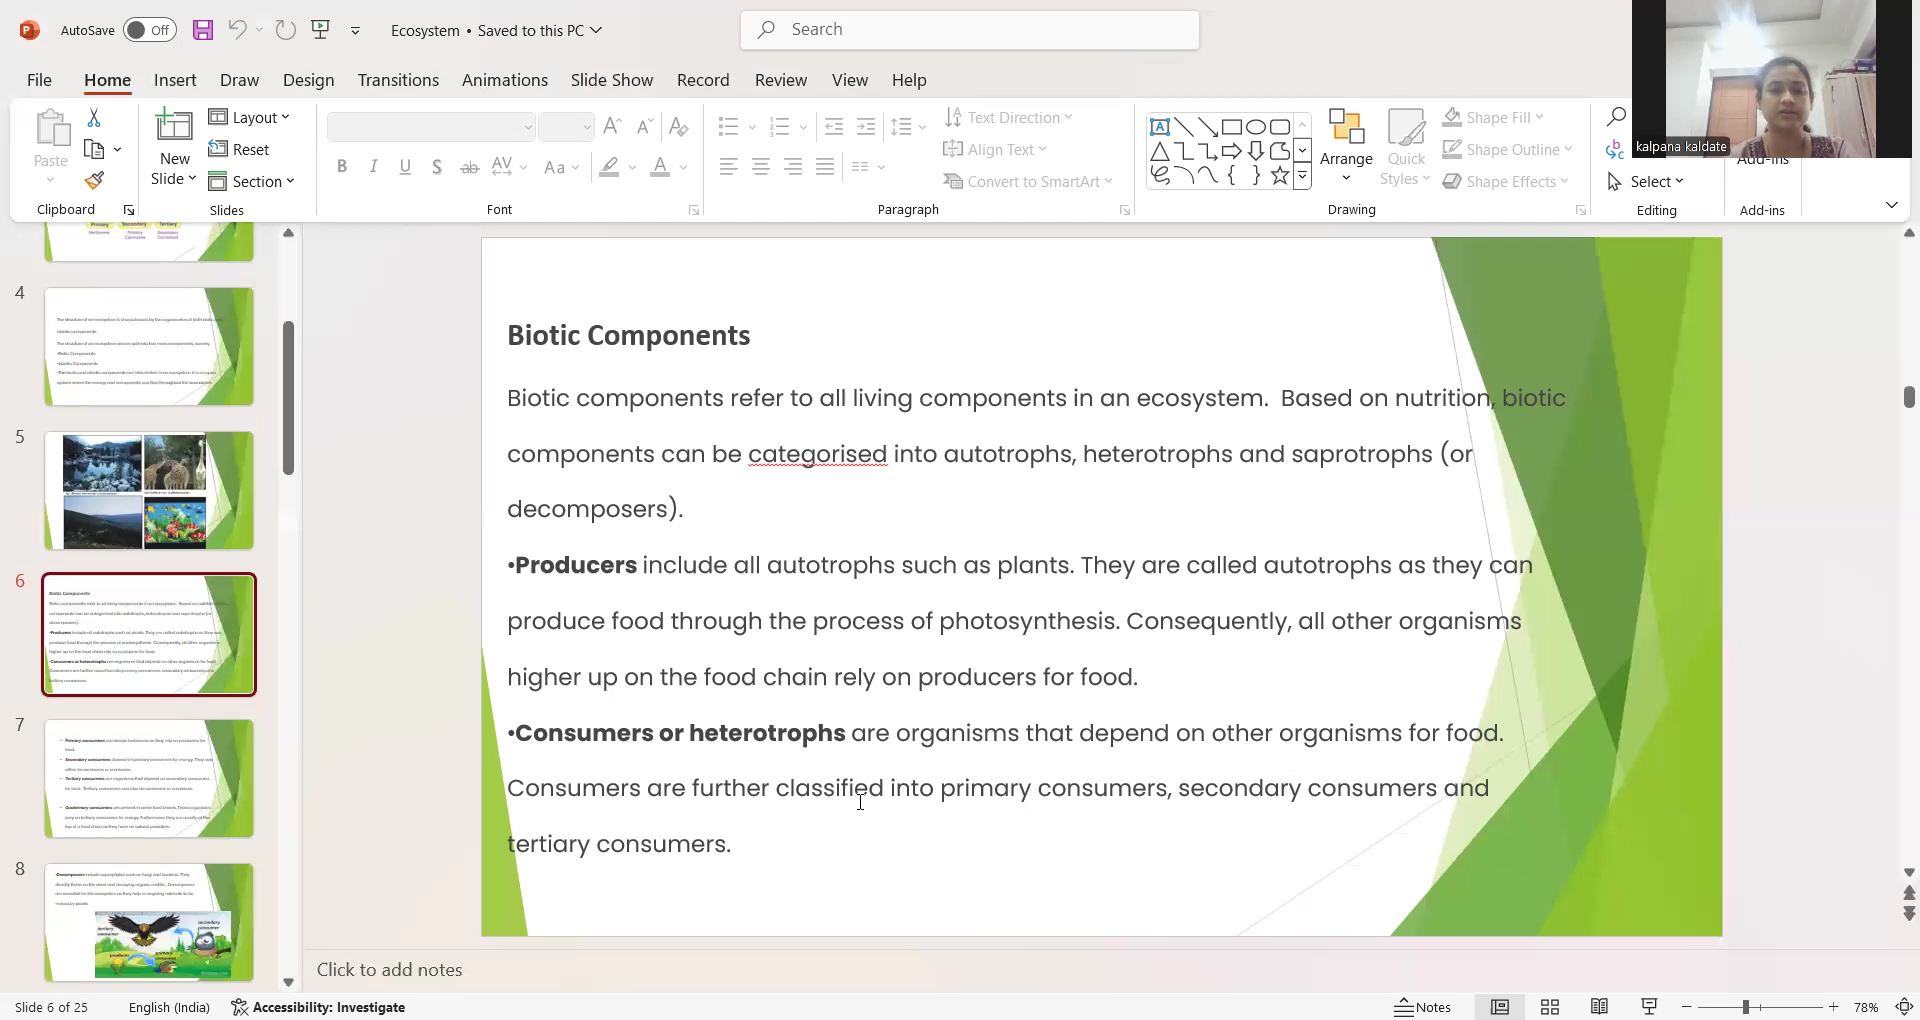 AutoSave Off Ecosystem • Saved to this PC Search
File Home Insert Draw Design Transitions Animations Slide Show Record Review View Help
Paste
New Slide
Layout
Reset
Section
Text Direction
Align Text
Convert to SmartArt
Arrange
Quick Styles
Shape Fill
Shape Outline
Shape Effects
Select
Add-ins
kalpana kaldate
Clipboard Slides Font Paragraph Drawing Editing Add-ins
4
5
6
7
8
Biotic Components
Biotic components refer to all living components in an ecosystem. Based on nutrition, biotic
components can be categorised into autotrophs, heterotrophs and saprotrophs (or
decomposers).
•Producers include all autotrophs such as plants. They are called autotrophs as they can
produce food through the process of photosynthesis. Consequently, all other organisms
higher up on the food chain rely on producers for food.
•Consumers or heterotrophs are organisms that depend on other organisms for food.
Consumers are further classified into primary consumers, secondary consumers and
tertiary consumers.
Click to add notes
Slide 6 of 25 English (India) Accessibility: Investigate Notes 78%